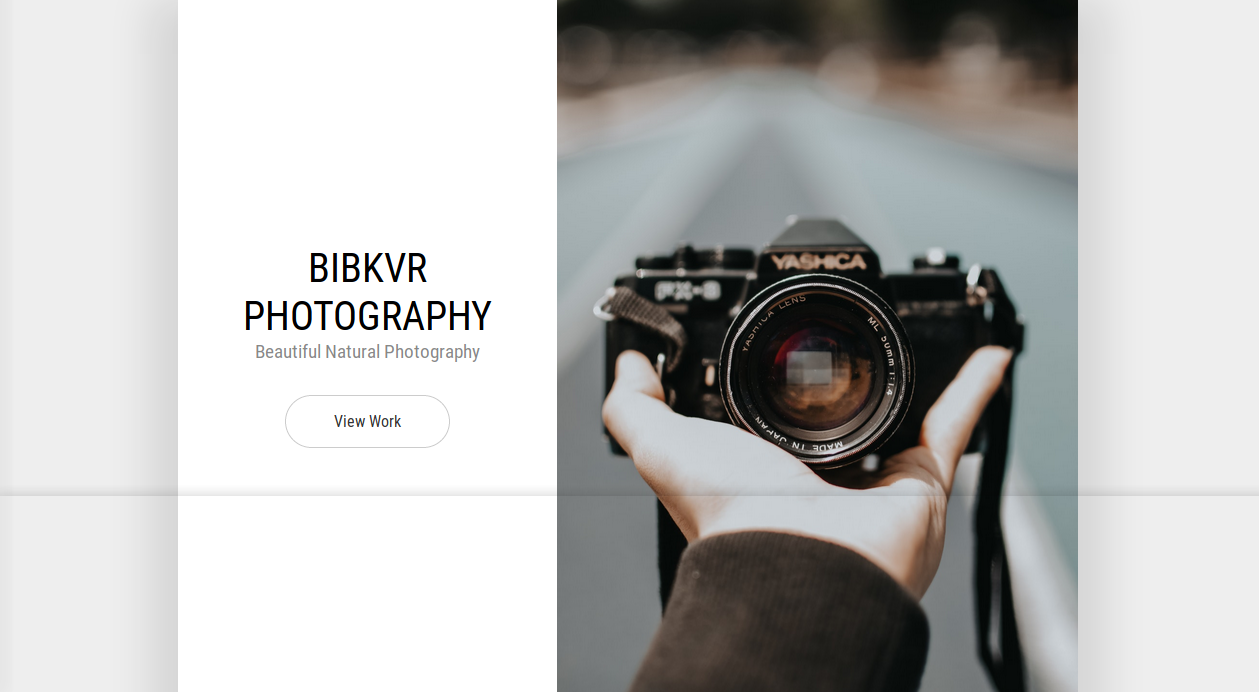 BIBKVR
PHOTOGRAPHY
Beautiful Natural Photography
View Work
YASHICA
FX-3
YASHICA LENS
ML 50mm 1:1.4
MADE IN JAPAN